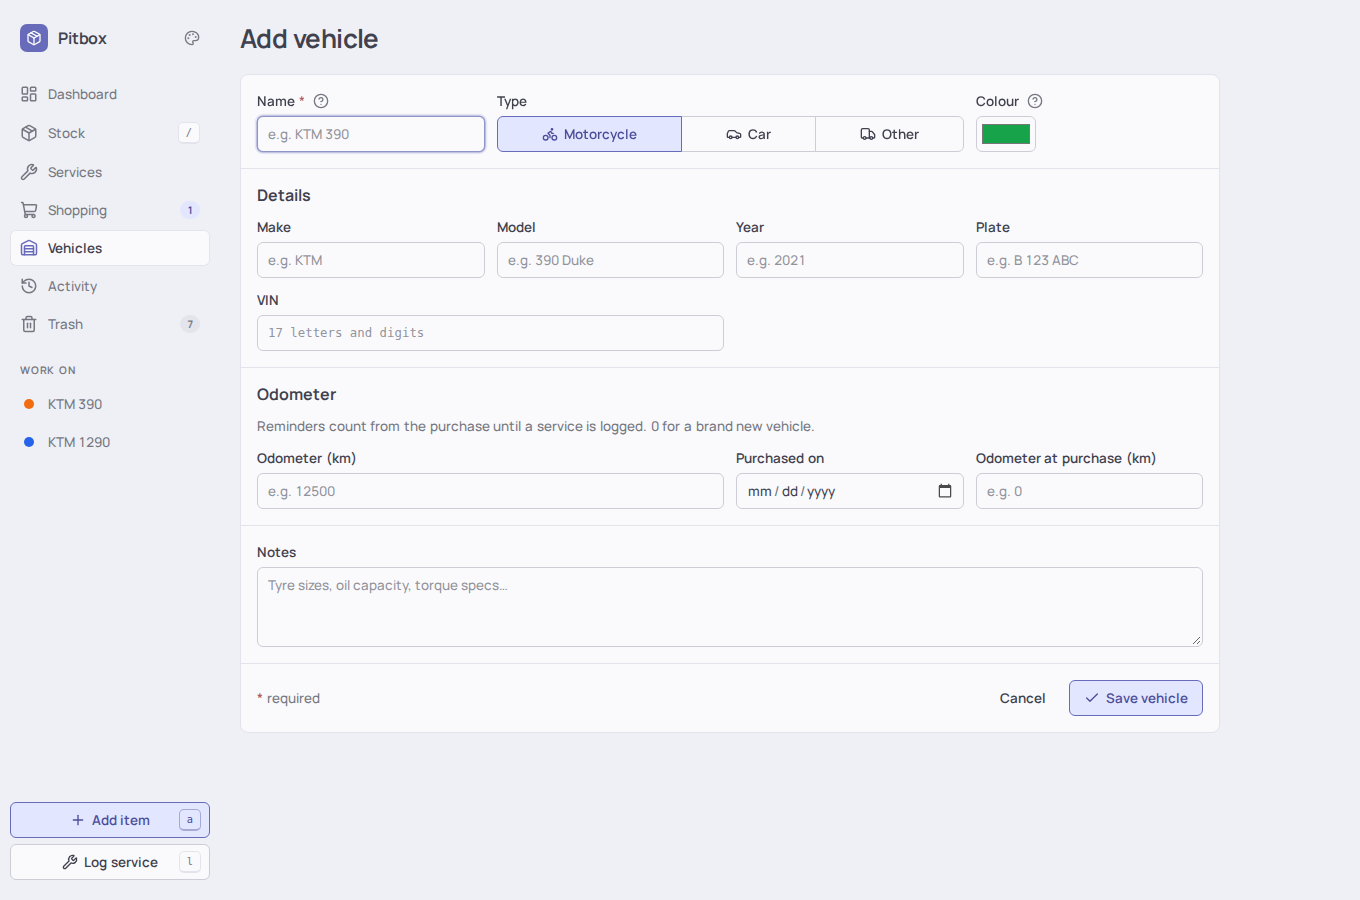 Pitbox
Dashboard
Stock /
Services
Shopping 1
Vehicles
Activity
Trash 7
WORK ON
KTM 390
KTM 1290
Add item a
Log service l
Add vehicle
Name * Type Colour
e.g. KTM 390 Motorcycle Car Other
Details
Make Model Year Plate
e.g. KTM e.g. 390 Duke e.g. 2021 e.g. B 123 ABC
VIN
17 letters and digits
Odometer
Reminders count from the purchase until a service is logged. 0 for a brand new vehicle.
Odometer (km) Purchased on Odometer at purchase (km)
e.g. 12500 mm/dd/yyyy e.g. 0
Notes
Tyre sizes, oil capacity, torque specs…
* required Cancel Save vehicle